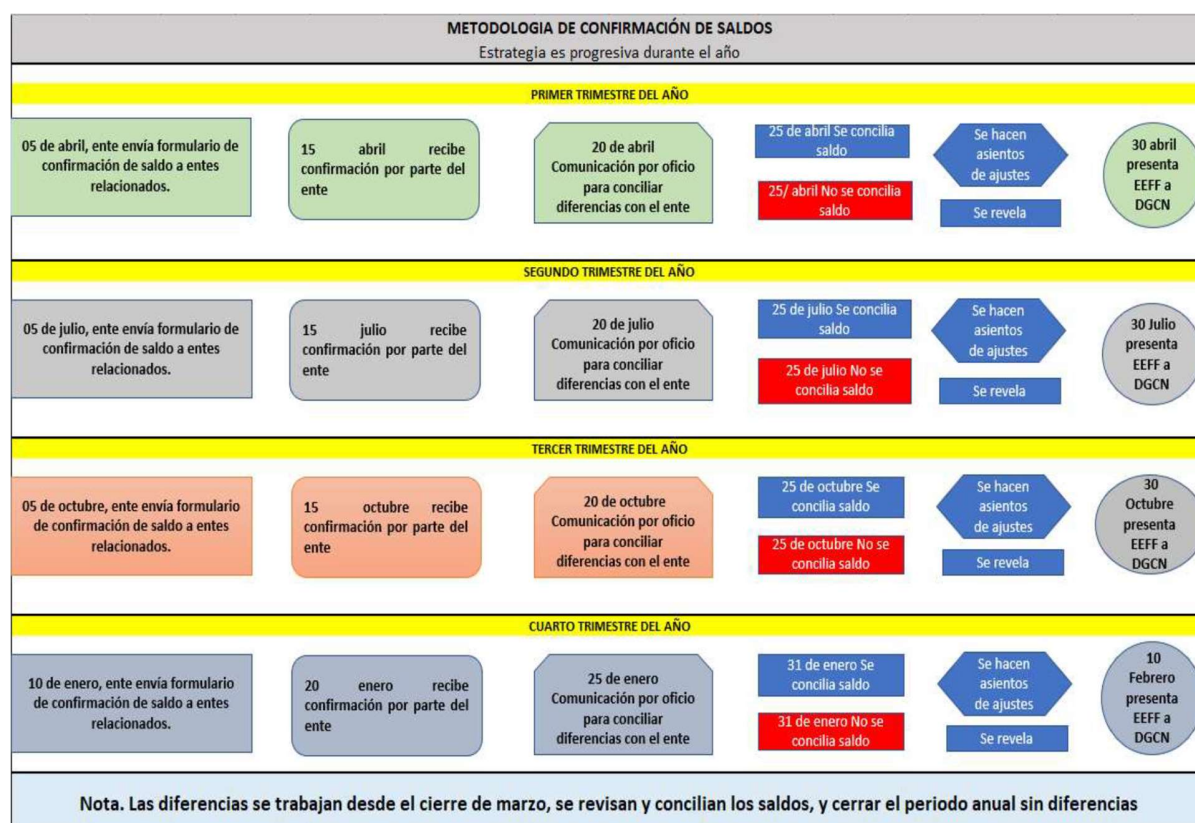 METODOLOGIA DE CONFIRMACIÓN DE SALDOS
Estrategia es progresiva durante el año
PRIMER TRIMESTRE DEL AÑO
05 de abril, ente envía formulario de
confirmación de saldo a entes
relacionados.
15 abril recibe
confirmación por parte del
ente
20 de abril
Comunicación por oficio
para conciliar
diferencias con el ente
25 de abril Se concilia
saldo
25/ abril No se concilia
saldo
Se hacen
asientos
de ajustes
Se revela
30 abril
presenta
EEFF a
DGCN
SEGUNDO TRIMESTRE DEL AÑO
05 de julio, ente envía formulario de
confirmación de saldo a entes
relacionados.
15 julio recibe
confirmación por parte del
ente
20 de julio
Comunicación por oficio
para conciliar
diferencias con el ente
25 de julio Se concilia
saldo
25 de julio No se
concilia saldo
Se hacen
asientos
de ajustes
Se revela
30 Julio
presenta
EEFF a
DGCN
TERCER TRIMESTRE DEL AÑO
05 de octubre, ente envía formulario
de confirmación de saldo a entes
relacionados.
15 octubre recibe
confirmación por parte del
ente
20 de octubre
Comunicación por oficio
para conciliar
diferencias con el ente
25 de octubre Se
concilia saldo
25 de octubre No se
concilia saldo
Se hacen
asientos
de ajustes
Se revela
30
Octubre
presenta
EEFF a
DGCN
CUARTO TRIMESTRE DEL AÑO
10 de enero, ente envía formulario
de confirmación de saldo a entes
relacionados.
20 enero recibe
confirmación por parte del
ente
25 de enero
Comunicación por oficio
para conciliar
diferencias con el ente
31 de enero Se
concilia saldo
31 de enero No se
concilia saldo
Se hacen
asientos
de ajustes
Se revela
10
Febrero
presenta
EEFF a
DGCN
Nota. Las diferencias se trabajan desde el cierre de marzo, se revisan y concilian los saldos, y cerrar el periodo anual sin diferencias